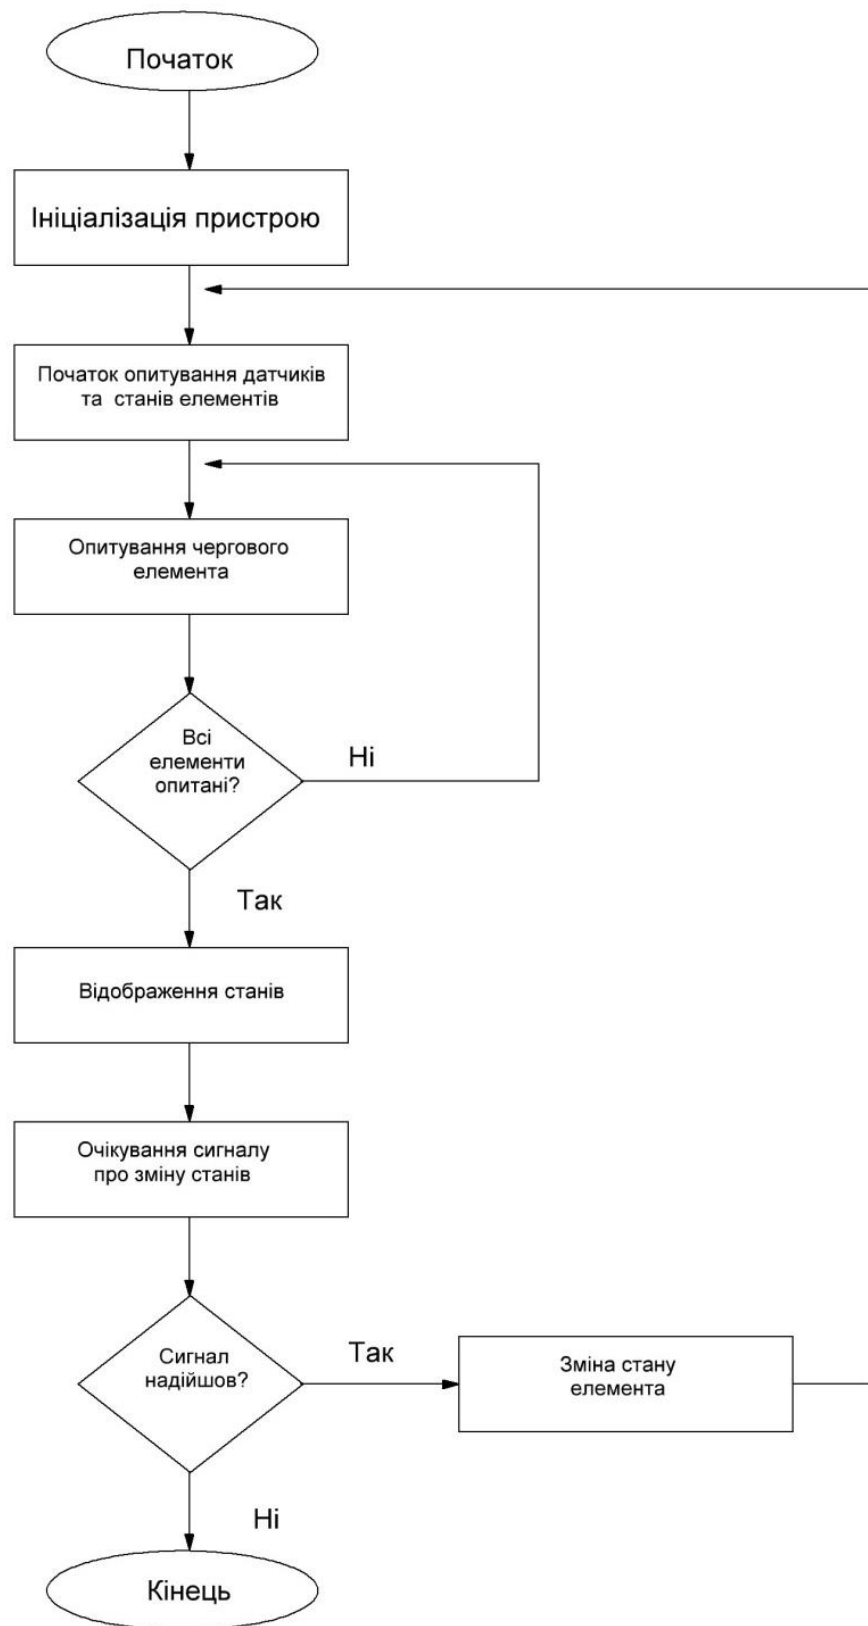 Початок
Ініціалізація пристрою
Початок опитування датчиків
та станів елементів
Опитування чергового
елемента
Всі
елементи
опитані?
Ні
Так
Відображення станів
Очікування сигналу
про зміну станів
Сигнал
надійшов?
Так
Зміна стану
елемента
Ні
Кінець